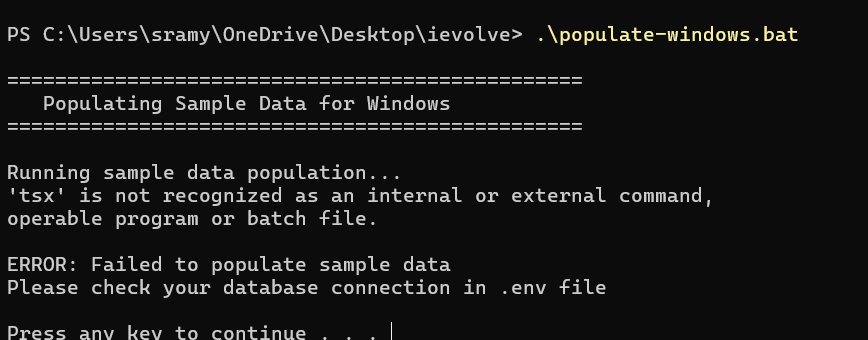 PS C:\Users\sramy\OneDrive\Desktop\ievolve> .\populate-windows.bat
================================================
Populating Sample Data for Windows
================================================
Running sample data population...
'tsx' is not recognized as an internal or external command,
operable program or batch file.
ERROR: Failed to populate sample data
Please check your database connection in .env file
Press any key to continue . . .